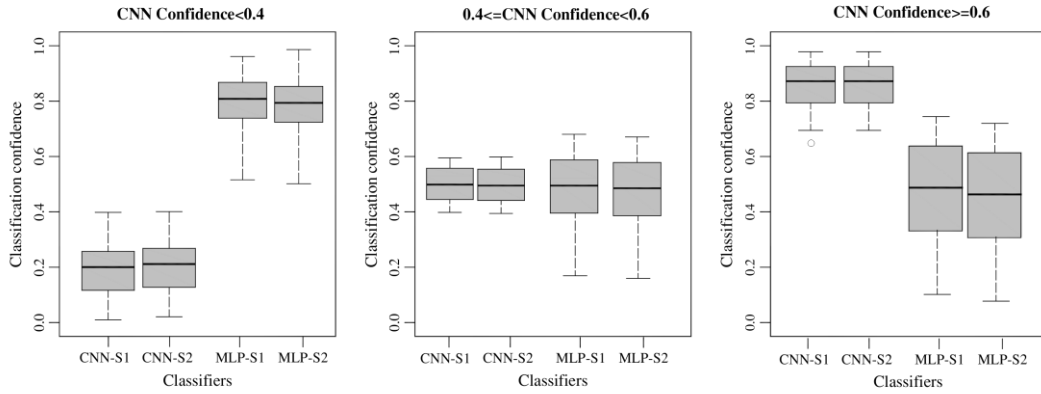 CNN Confidence<0.4
Classification confidence
1.0
0.8
0.6
0.4
0.2
0.0
CNN-S1 CNN-S2 MLP-S1 MLP-S2
Classifiers
0.4<=CNN Confidence<0.6
Classification confidence
1.0
0.8
0.6
0.4
0.2
0.0
CNN-S1 CNN-S2 MLP-S1 MLP-S2
Classifiers
CNN Confidence>=0.6
Classification confidence
1.0
0.8
0.6
0.4
0.2
0.0
CNN-S1 CNN-S2 MLP-S1 MLP-S2
Classifiers